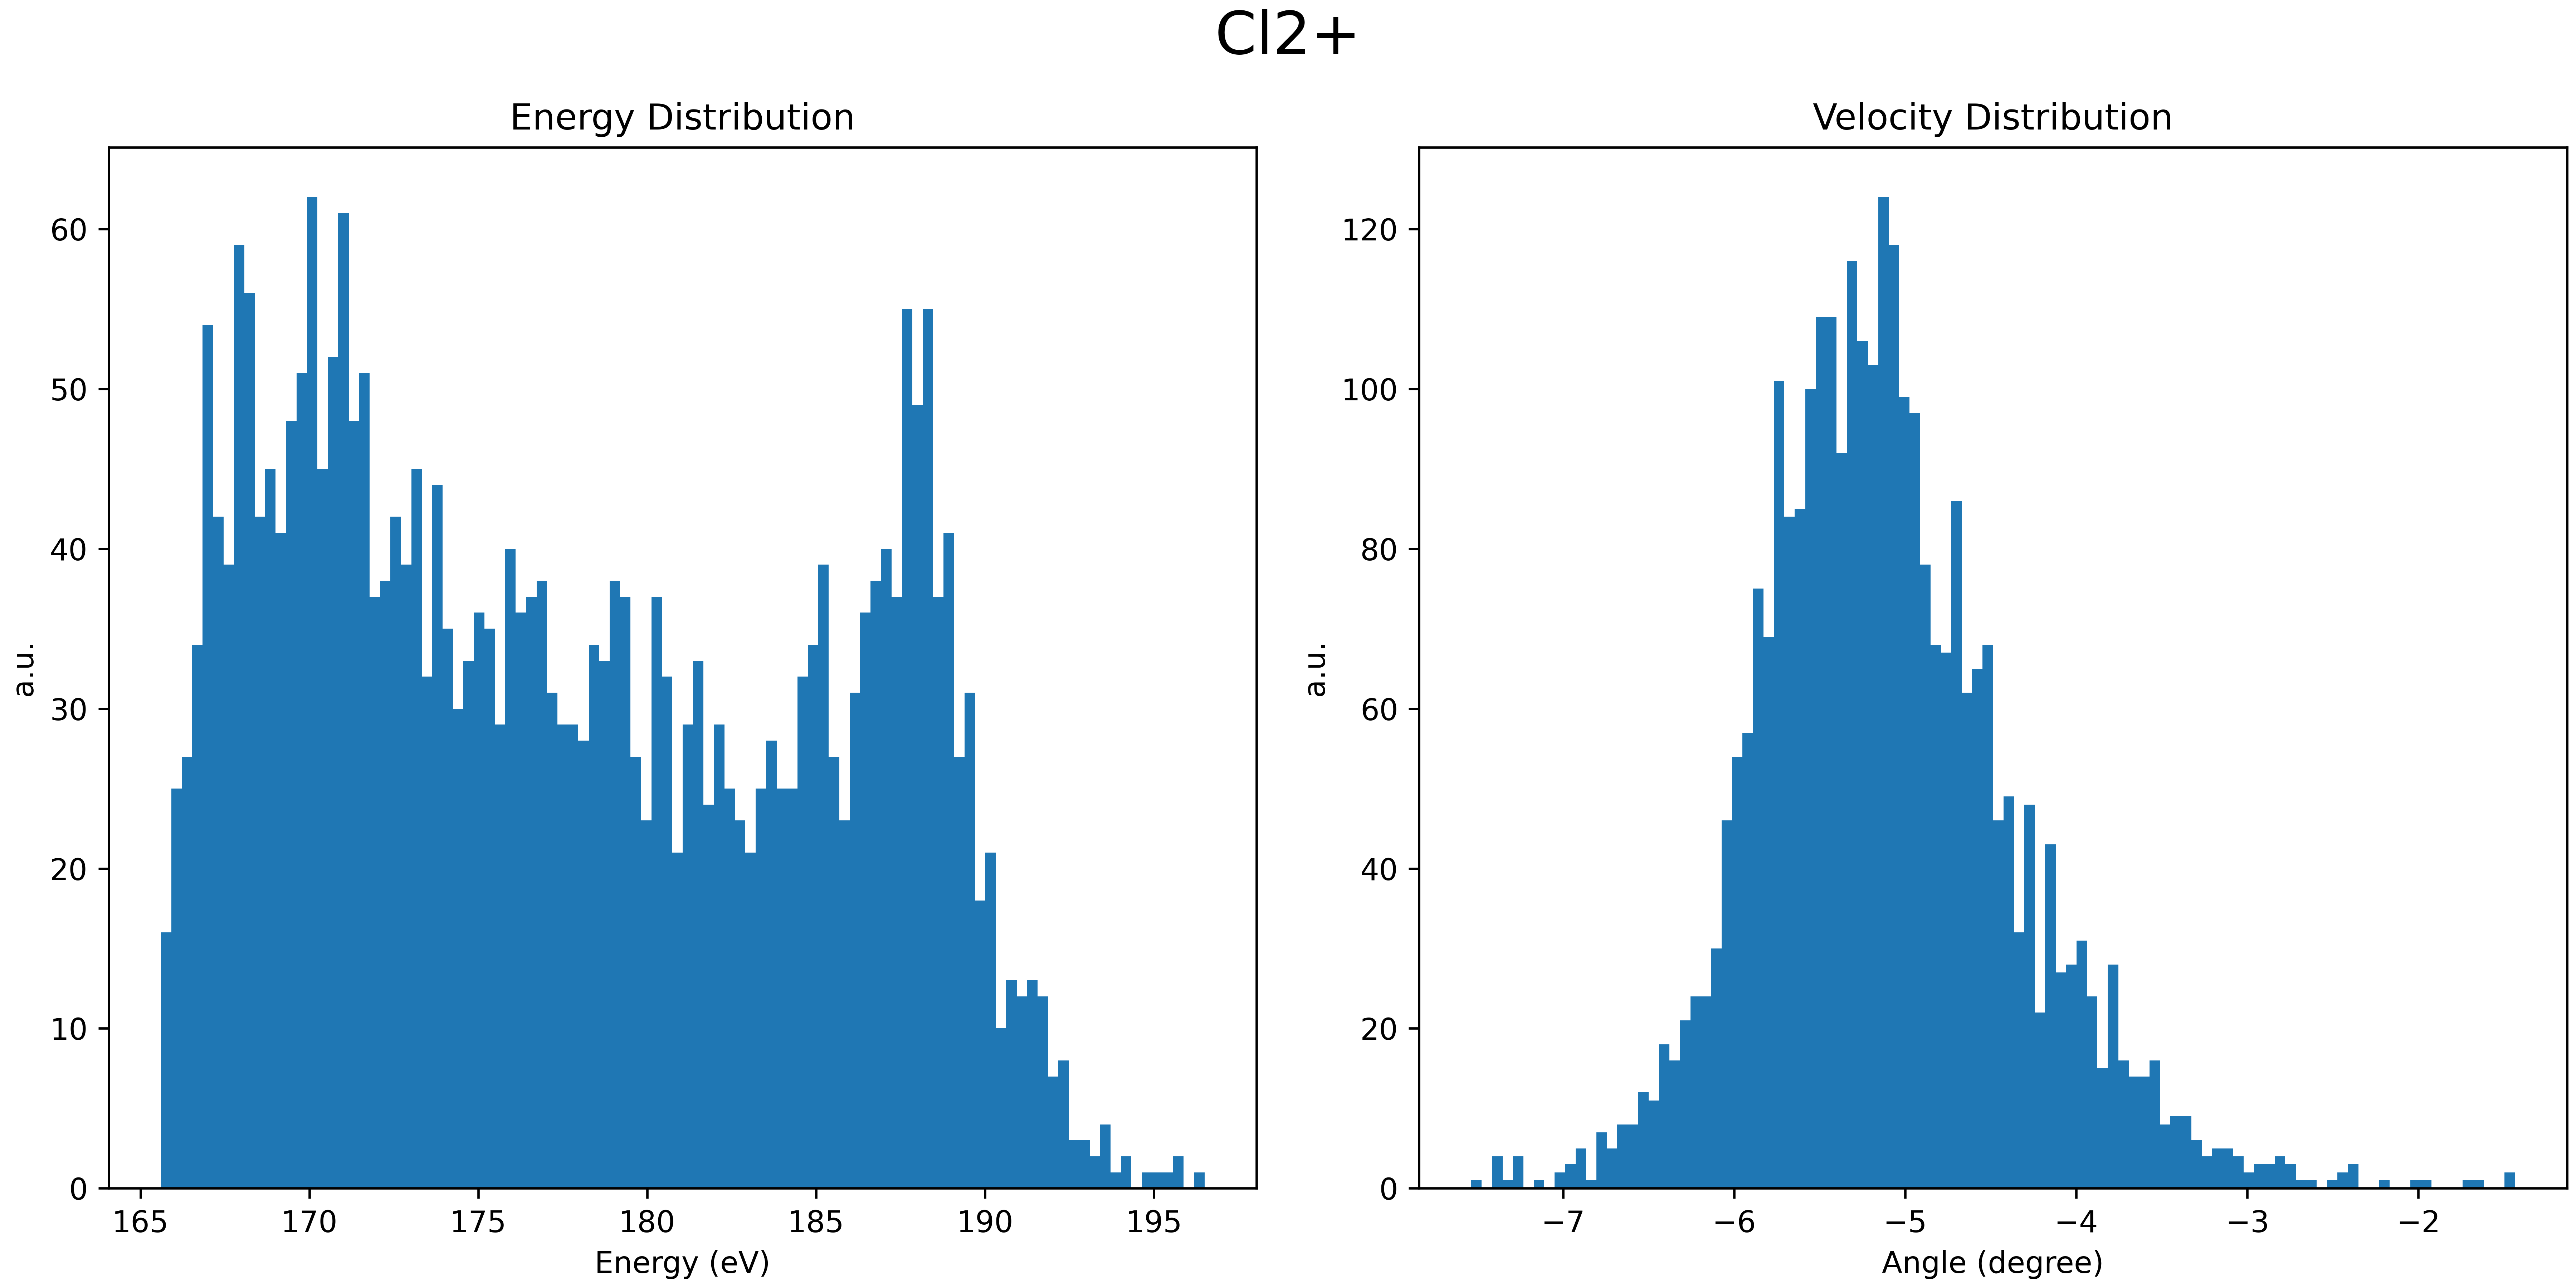 Cl2+
Energy Distribution
60
50
40
30
20
10
0
a.u.
165 170 175 180 185 190 195
Energy (eV)
Velocity Distribution
120
100
80
60
40
20
0
a.u.
−7 −6 −5 −4 −3 −2
Angle (degree)